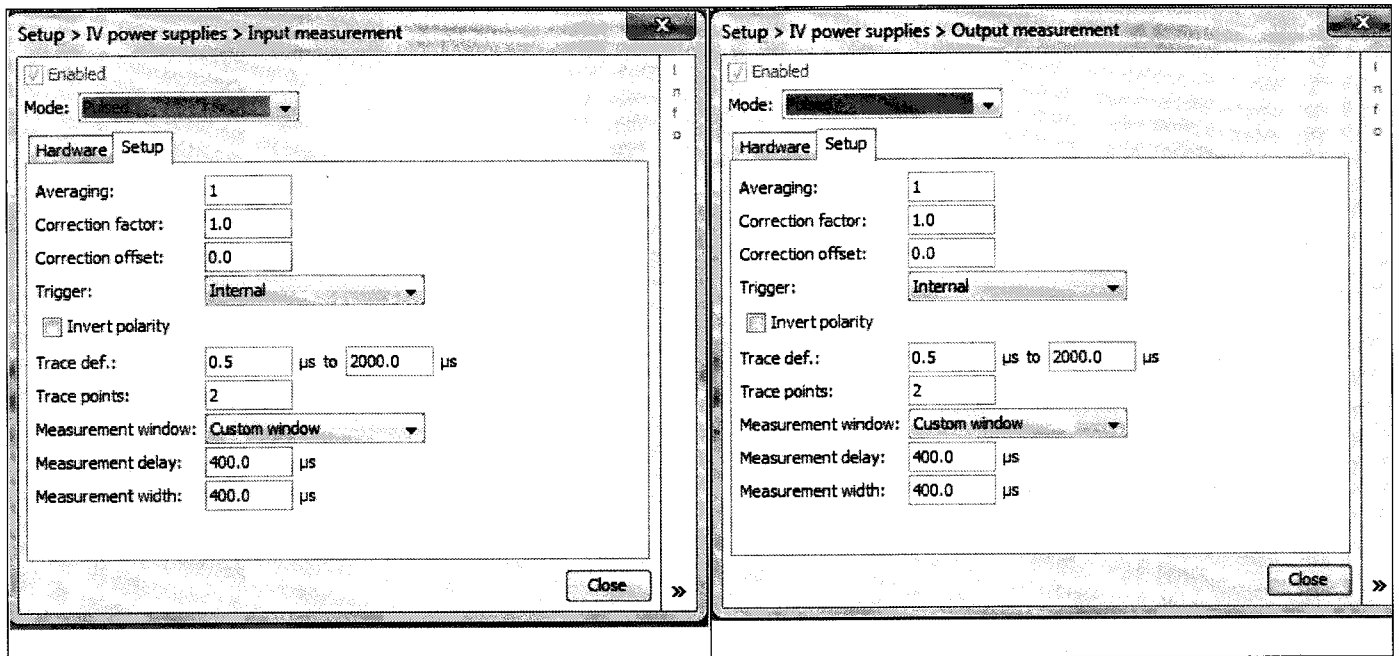 Setup > IV power supplies > Input measurement
Enabled
Mode: Pulsed
Info
Hardware Setup
Averaging: 1
Correction factor: 1.0
Correction offset: 0.0
Trigger: Internal
Invert polarity
Trace def.: 0.5 µs to 2000.0 µs
Trace points: 2
Measurement window: Custom window
Measurement delay: 400.0 µs
Measurement width: 400.0 µs
Close »
Setup > IV power supplies > Output measurement
Enabled
Mode: Pulsed
Info
Hardware Setup
Averaging: 1
Correction factor: 1.0
Correction offset: 0.0
Trigger: Internal
Invert polarity
Trace def.: 0.5 µs to 2000.0 µs
Trace points: 2
Measurement window: Custom window
Measurement delay: 400.0 µs
Measurement width: 400.0 µs
Close »